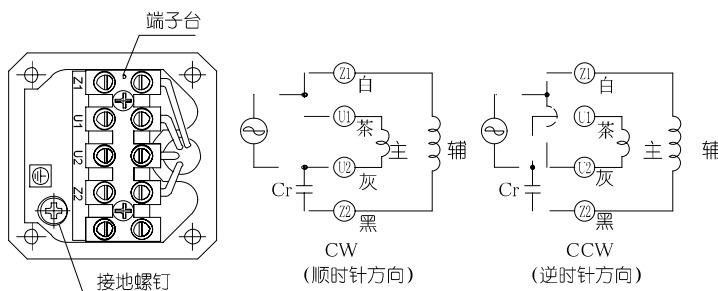 端子台
Z1
U1
U2
Z2
接地螺钉
Z1
白
U1
茶
主
辅
U2
灰
Cr
Z2
黑
CW
(顺时针方向)
Z1
白
U1
茶
主
辅
U2
灰
Cr
Z2
黑
CCW
(逆时针方向)